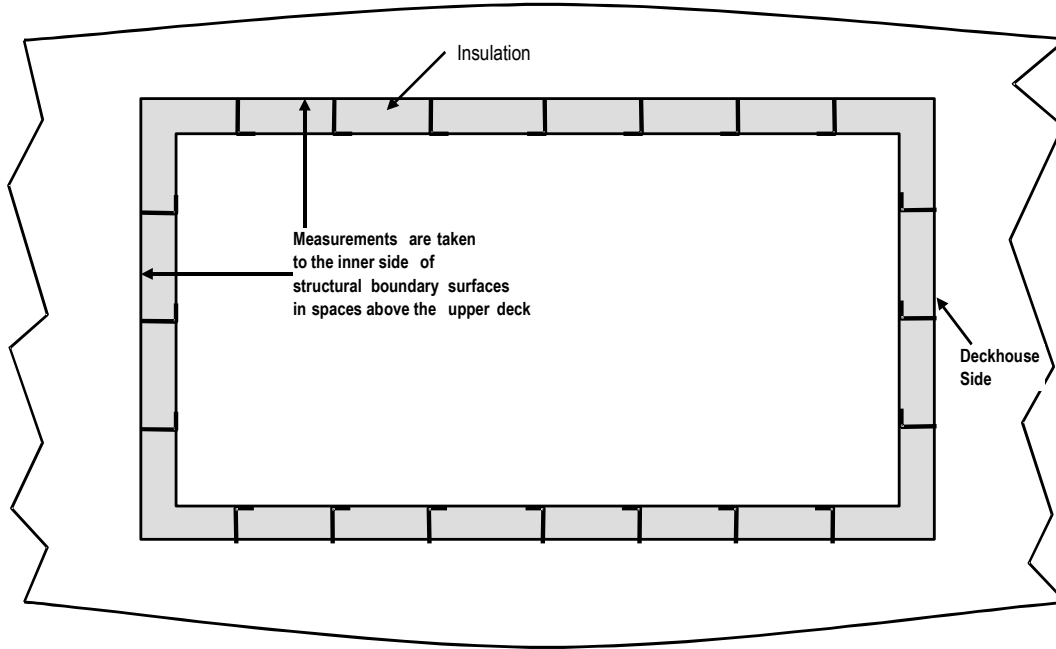 Insulation
Measurements are taken
to the inner side of
structural boundary surfaces
in spaces above the upper deck
Deckhouse
Side